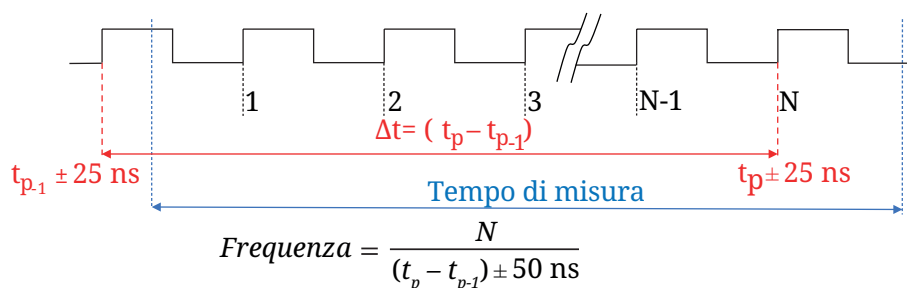 1 2 3 N-1 N
Δt= ( tp – tp-1)
tp-1 ± 25 ns tp± 25 ns
Tempo di misura
Frequenza = N / (tp – tp-1) ± 50 ns